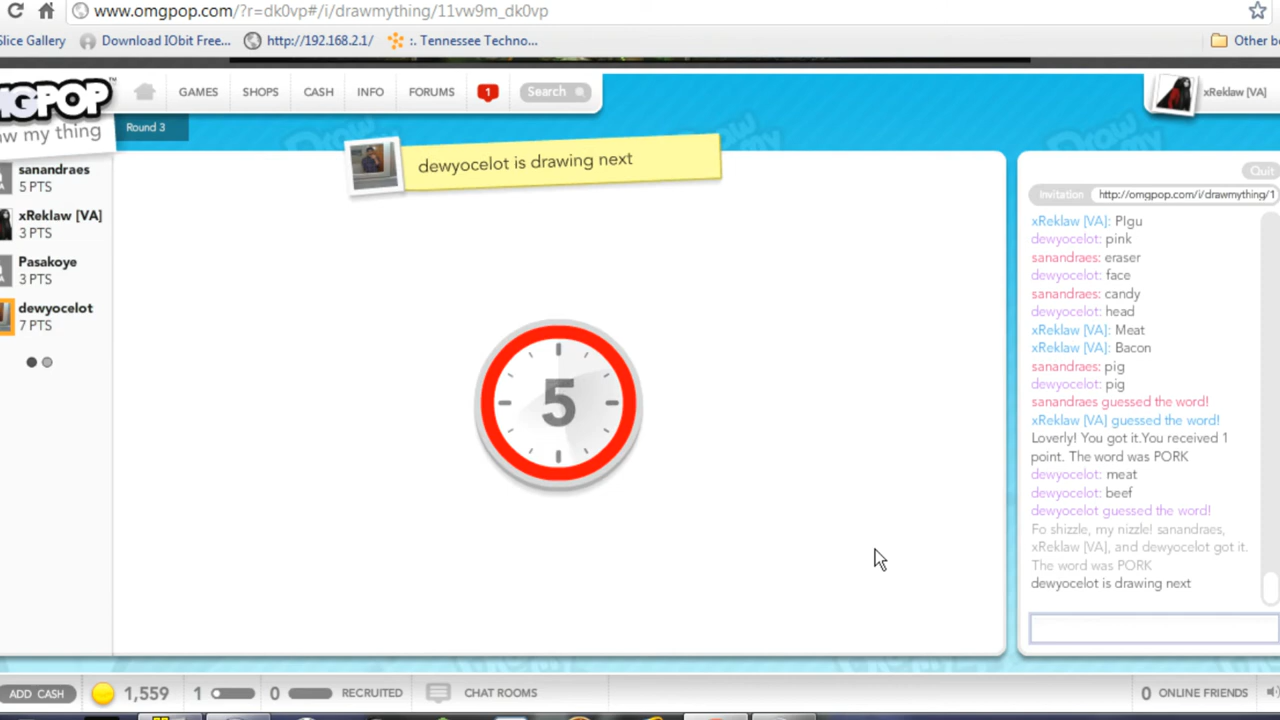 www.omgpop.com/?r=dk0vp#/i/drawmything/11vw9m_dk0vp
Slice Gallery
Download IObit Free...
http://192.168.2.1/
:. Tennessee Techno...
Other b
MGPOP™
aw my thing
GAMES
SHOPS
CASH
INFO
FORUMS
1
Search
xReklaw [VA]
Round 3
dewyocelot is drawing next
sanandraes
5 PTS
xReklaw [VA]
3 PTS
Pasakoye
3 PTS
dewyocelot
7 PTS
5
Quit
Invitation http://omgpop.com/i/drawmything/1
xReklaw [VA]: PIgu
dewyocelot: pink
sanandraes: eraser
dewyocelot: face
sanandraes: candy
dewyocelot: head
xReklaw [VA]: Meat
xReklaw [VA]: Bacon
sanandraes: pig
dewyocelot: pig
sanandraes guessed the word!
xReklaw [VA] guessed the word!
Loverly! You got it.You received 1
point. The word was PORK
dewyocelot: meat
dewyocelot: beef
dewyocelot guessed the word!
Fo shizzle, my nizzle! sanandraes,
xReklaw [VA], and dewyocelot got it.
The word was PORK
dewyocelot is drawing next
ADD CASH
1,559
1
0
RECRUITED
CHAT ROOMS
0 ONLINE FRIENDS